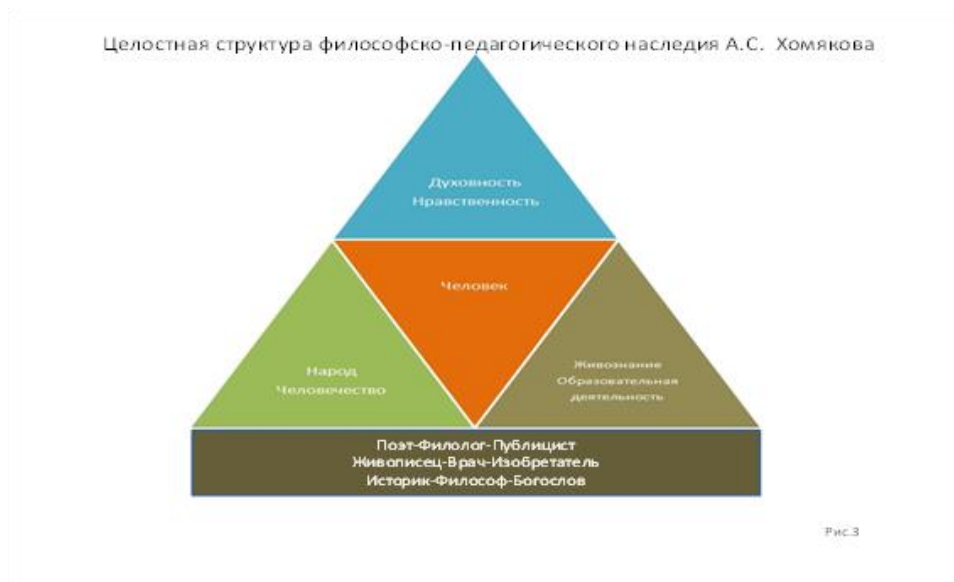 Целостная структура философско-педагогического наследия А.С. Хомякова
Духовность
Нравственность
Человек
Народ
Человечество
Живознание
Образовательная
деятельность
Поэт-Филолог-Публицист
Живописец-Врач-Изобретатель
Историк-Философ-Богослов
Рис.3